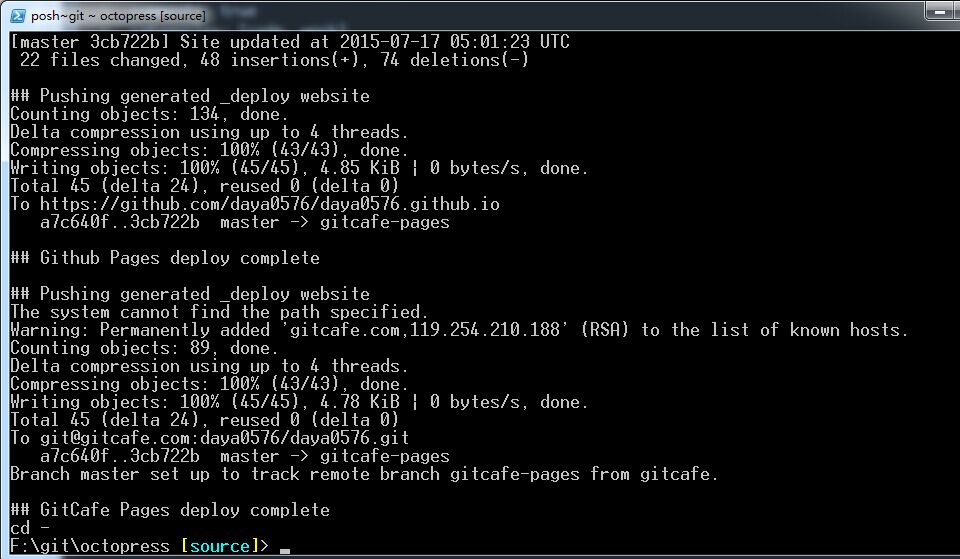 posh~git ~ octopress [source]
[master 3cb722b] Site updated at 2015-07-17 05:01:23 UTC
 22 files changed, 48 insertions(+), 74 deletions(-)

## Pushing generated _deploy website
Counting objects: 134, done.
Delta compression using up to 4 threads.
Compressing objects: 100% (43/43), done.
Writing objects: 100% (45/45), 4.85 KiB | 0 bytes/s, done.
Total 45 (delta 24), reused 0 (delta 0)
To https://github.com/daya0576/daya0576.github.io
   a7c640f..3cb722b  master -> gitcafe-pages

## Github Pages deploy complete

## Pushing generated _deploy website
The system cannot find the path specified.
Warning: Permanently added 'gitcafe.com,119.254.210.188' (RSA) to the list of known hosts.
Counting objects: 89, done.
Delta compression using up to 4 threads.
Compressing objects: 100% (43/43), done.
Writing objects: 100% (45/45), 4.78 KiB | 0 bytes/s, done.
Total 45 (delta 24), reused 0 (delta 0)
To git@gitcafe.com:daya0576/daya0576.git
   a7c640f..3cb722b  master -> gitcafe-pages
Branch master set up to track remote branch gitcafe-pages from gitcafe.

## GitCafe Pages deploy complete
cd -
F:\git\octopress [source]> _